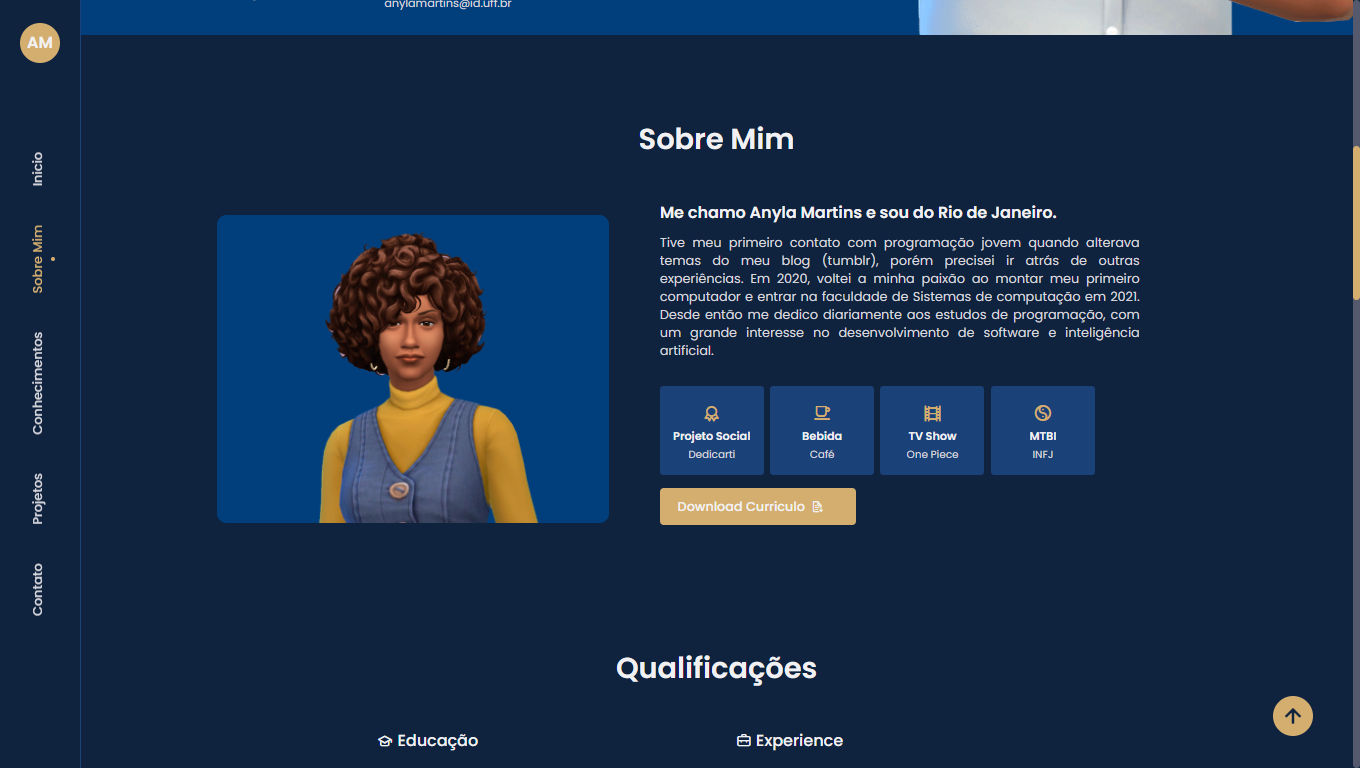 anylamartins@id.uff.br
AM
Inicio
Sobre Mim
Conhecimentos
Projetos
Contato
Sobre Mim
Me chamo Anyla Martins e sou do Rio de Janeiro.
Tive meu primeiro contato com programação jovem quando alterava
temas do meu blog (tumblr), porém precisei ir atrás de outras
experiências. Em 2020, voltei a minha paixão ao montar meu primeiro
computador e entrar na faculdade de Sistemas de computação em 2021.
Desde então me dedico diariamente aos estudos de programação, com
um grande interesse no desenvolvimento de software e inteligência
artificial.
Projeto Social
Dedicarti
Bebida
Café
TV Show
One Piece
MTBI
INFJ
Download Curriculo
Qualificações
Educação
Experience